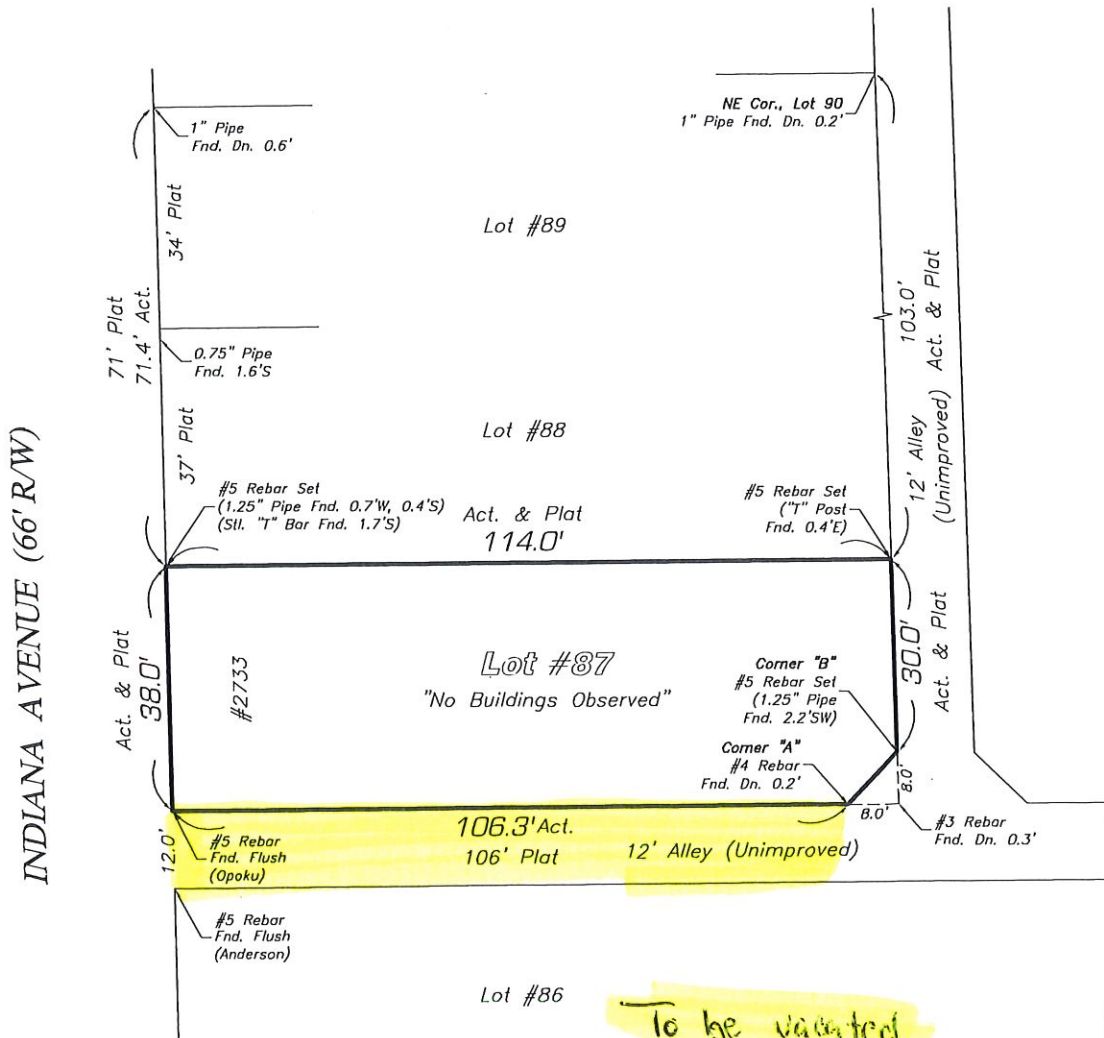 NE Cor., Lot 90
1" Pipe Fnd. Dn. 0.2'
1" Pipe
Fnd. Dn. 0.6'
34' Plat
Lot #89
71' Plat
71.4' Act.
103.0'
Act. & Plat
0.75" Pipe
Fnd. 1.6'S
37' Plat
Lot #88
12' Alley
(Unimproved)
INDIANA AVENUE (66' R/W)
#5 Rebar Set
(1.25" Pipe Fnd. 0.7'W, 0.4'S)
(Stl. "T" Bar Fnd. 1.7'S)
Act. & Plat
114.0'
#5 Rebar Set
("T" Post
Fnd. 0.4'E)
Act. & Plat
38.0'
#2733
Lot #87
"No Buildings Observed"
Corner "B"
#5 Rebar Set
(1.25" Pipe
Fnd. 2.2'SW)
30.0'
Act. & Plat
Corner "A"
#4 Rebar
Fnd. Dn. 0.2'
8.0'
8.0'
#3 Rebar
Fnd. Dn. 0.3'
12.0'
#5 Rebar
Fnd. Flush
(Opoku)
106.3' Act.
106' Plat
12' Alley (Unimproved)
#5 Rebar
Fnd. Flush
(Anderson)
Lot #86
To be vacated